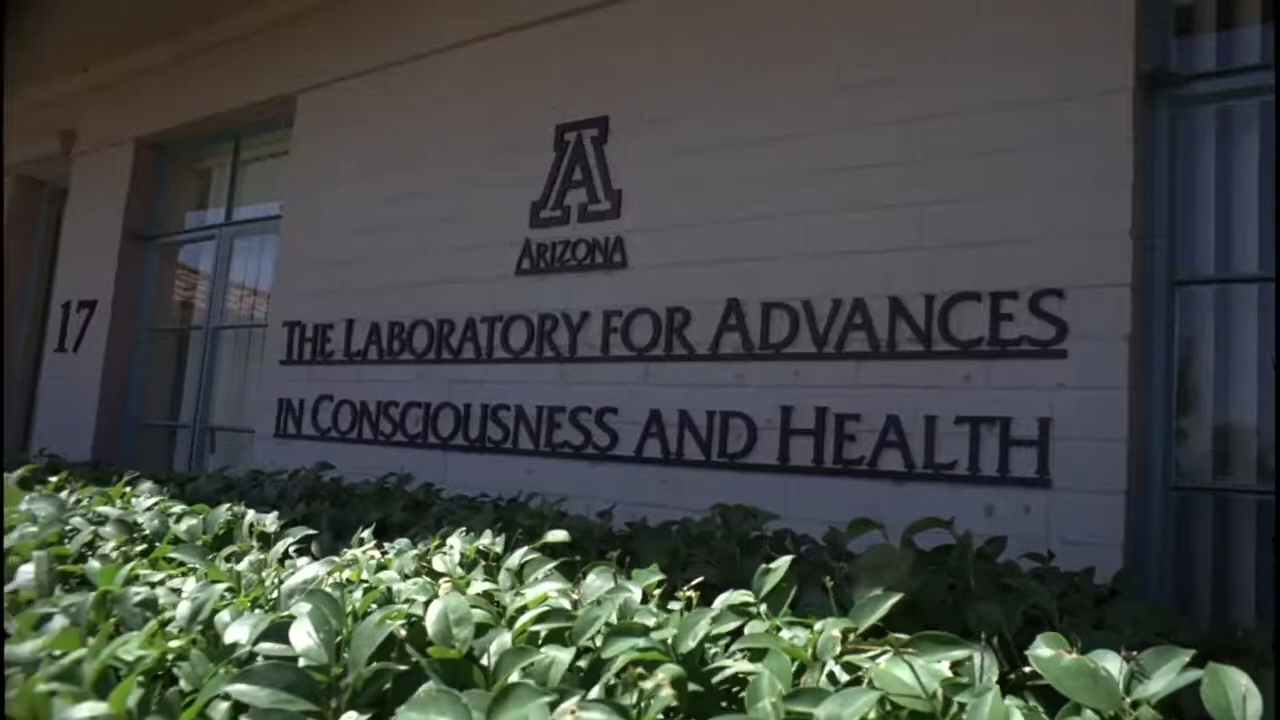 A
ARIZONA
17
THE LABORATORY FOR ADVANCES
IN CONSCIOUSNESS AND HEALTH